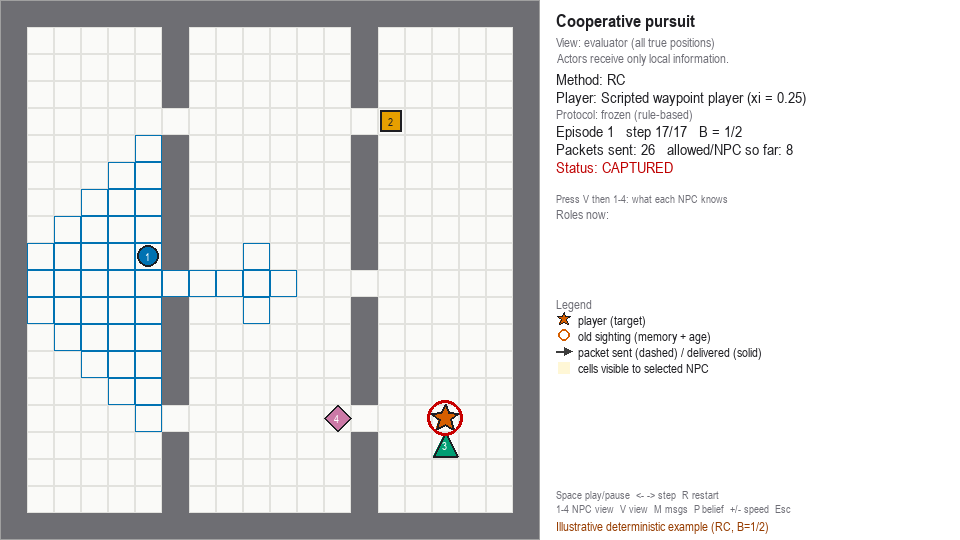 Cooperative pursuit
View: evaluator (all true positions)
Actors receive only local information.
Method: RC
Player: Scripted waypoint player (xi = 0.25)
Protocol: frozen (rule-based)
Episode 1 step 17/17 B = 1/2
Packets sent: 26 allowed/NPC so far: 8
Status: CAPTURED
Press V then 1-4: what each NPC knows
Roles now:
Legend
player (target)
old sighting (memory + age)
packet sent (dashed) / delivered (solid)
cells visible to selected NPC
Space play/pause <- -> step R restart
1-4 NPC view V view M msgs P belief +/- speed Esc
Illustrative deterministic example (RC, B=1/2)
2
1
4
3